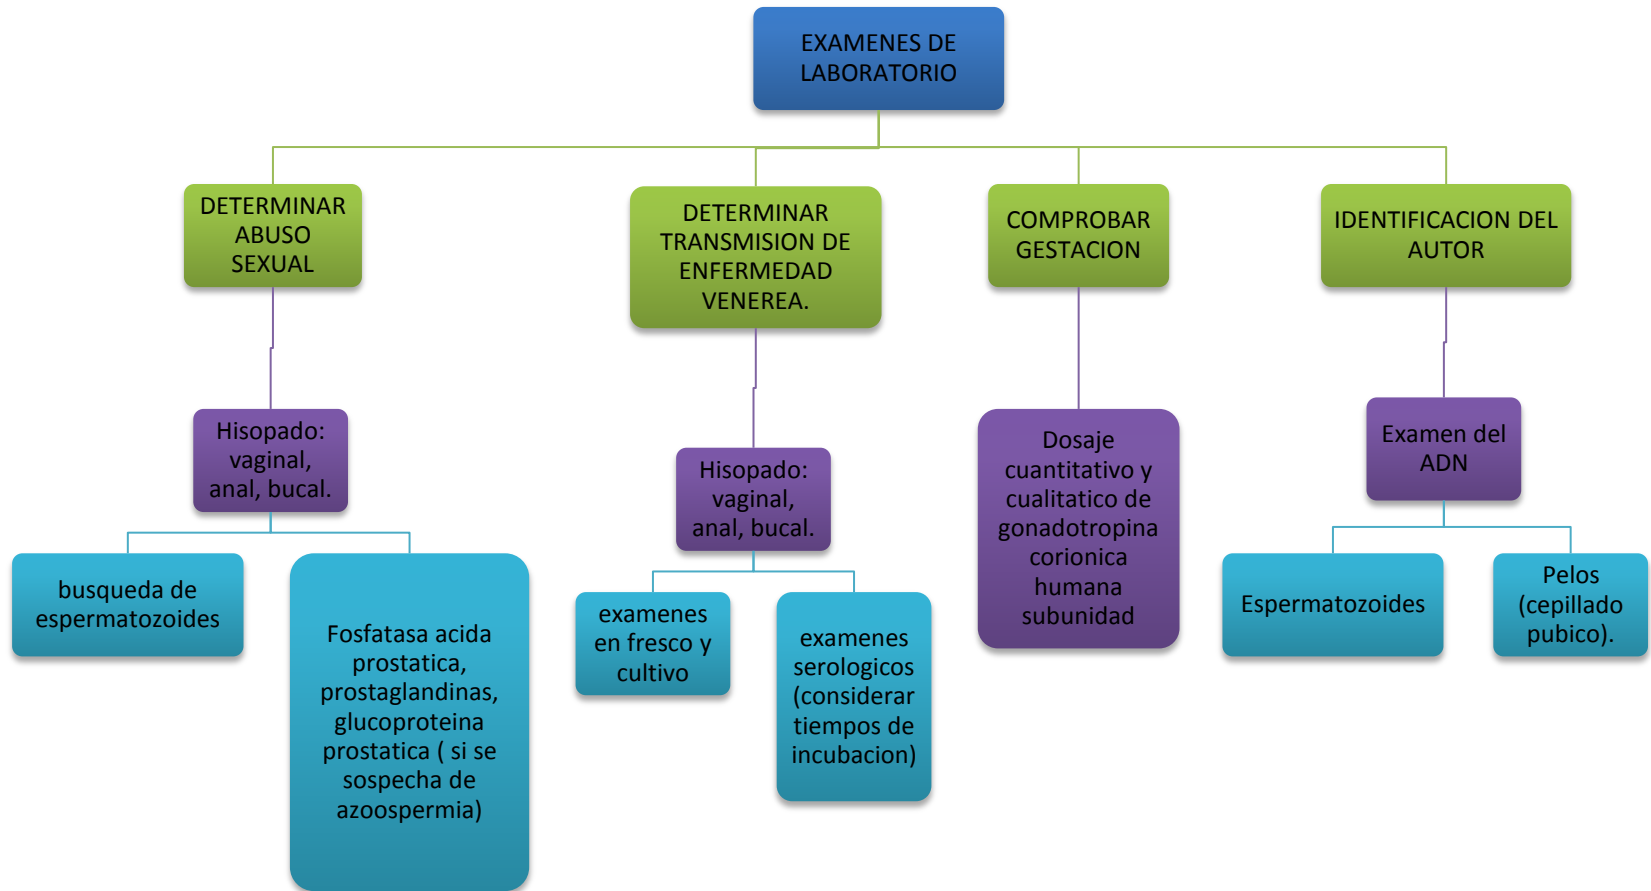 EXAMENES DE
LABORATORIO
DETERMINAR
ABUSO
SEXUAL
DETERMINAR
TRANSMISION DE
ENFERMEDAD
VENEREA.
COMPROBAR
GESTACION
IDENTIFICACION DEL
AUTOR
Hisopado:
vaginal,
anal, bucal.
Hisopado:
vaginal,
anal, bucal.
Dosaje
cuantitativo y
cualitatico de
gonadotropina
corionica
humana
subunidad
Examen del
ADN
busqueda de
espermatozoides
Fosfatasa acida
prostatica,
prostaglandinas,
glucoproteina
prostatica ( si se
sospecha de
azoospermia)
examenes
en fresco y
cultivo
examenes
serologicos
(considerar
tiempos de
incubacion)
Espermatozoides
Pelos
(cepillado
pubico).